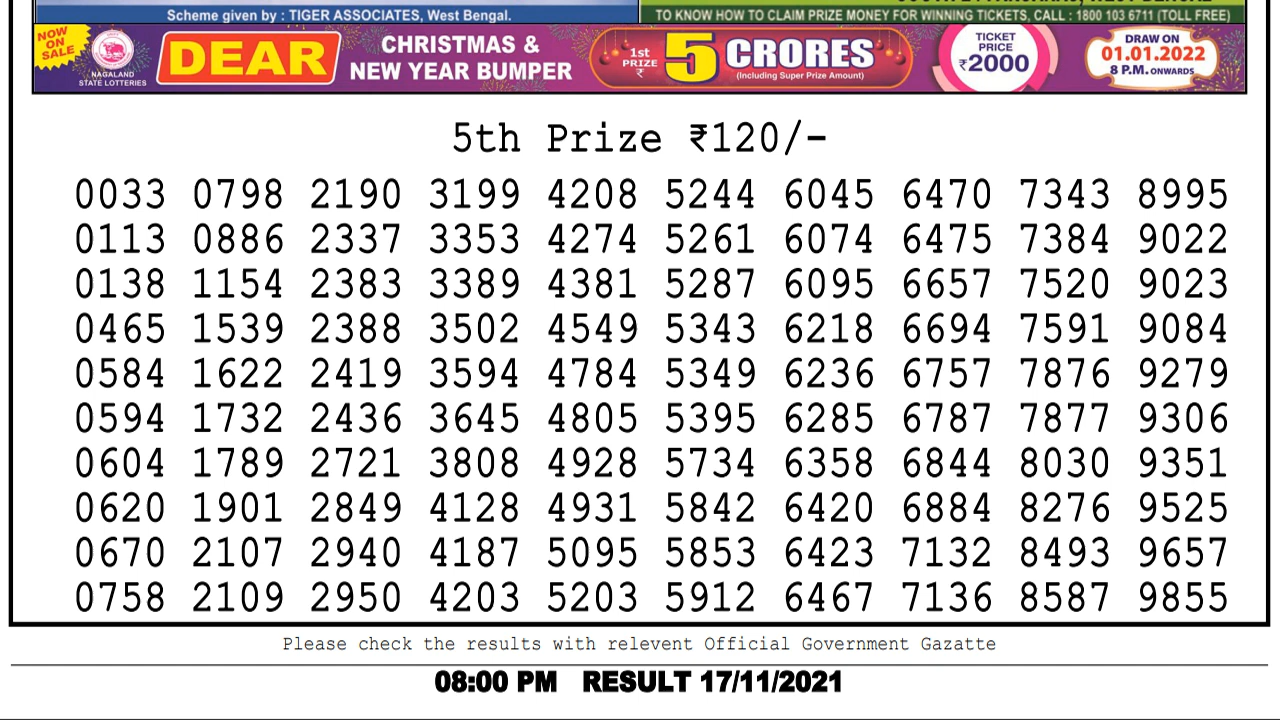 Scheme given by : TIGER ASSOCIATES, West Bengal.
TO KNOW HOW TO CLAIM PRIZE MONEY FOR WINNING TICKETS, CALL : 1800 103 6711 (TOLL FREE)
NOW ON SALE
NAGALAND STATE LOTTERIES
DEAR
CHRISTMAS &
NEW YEAR BUMPER
1st PRIZE ₹
5 CRORES
(Including Super Prize Amount)
TICKET PRICE
₹2000
DRAW ON
01.01.2022
8 P.M. ONWARDS
5th Prize ₹120/-
0033 0798 2190 3199 4208 5244 6045 6470 7343 8995
0113 0886 2337 3353 4274 5261 6074 6475 7384 9022
0138 1154 2383 3389 4381 5287 6095 6657 7520 9023
0465 1539 2388 3502 4549 5343 6218 6694 7591 9084
0584 1622 2419 3594 4784 5349 6236 6757 7876 9279
0594 1732 2436 3645 4805 5395 6285 6787 7877 9306
0604 1789 2721 3808 4928 5734 6358 6844 8030 9351
0620 1901 2849 4128 4931 5842 6420 6884 8276 9525
0670 2107 2940 4187 5095 5853 6423 7132 8493 9657
0758 2109 2950 4203 5203 5912 6467 7136 8587 9855
Please check the results with relevent Official Government Gazatte
08:00 PM RESULT 17/11/2021